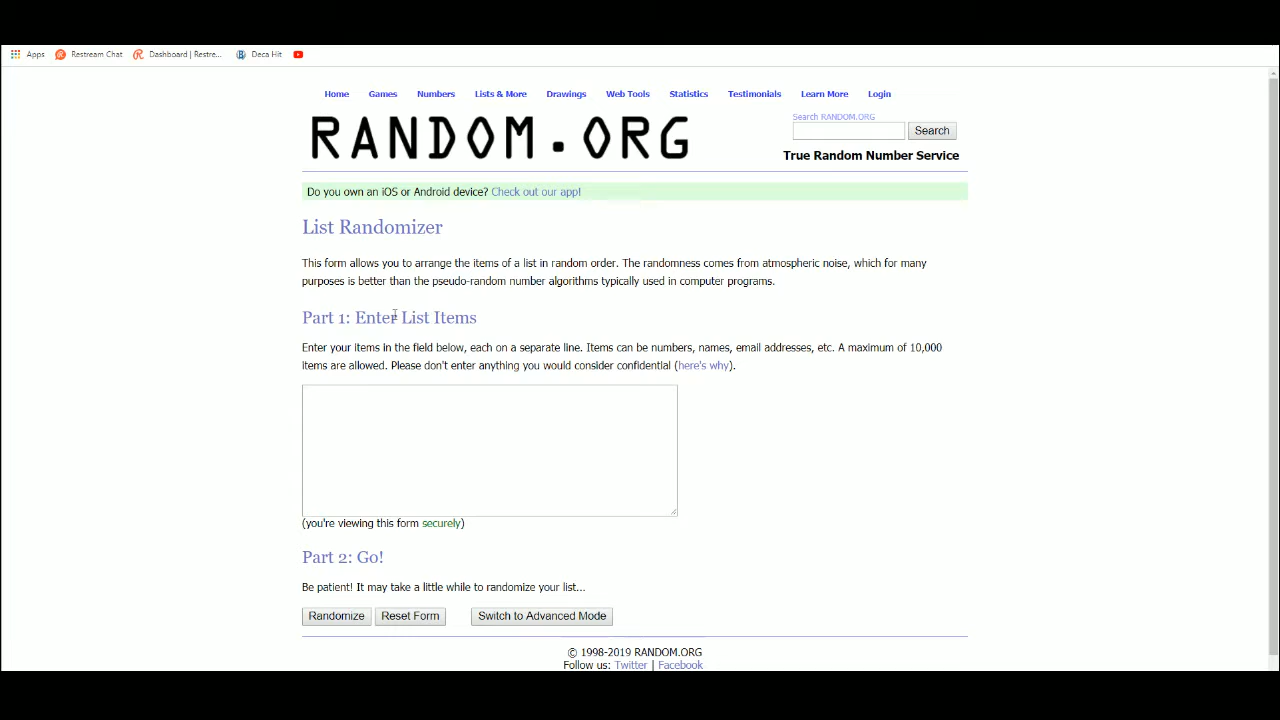 Apps Restream Chat Dashboard | Restre... Deca Hit
Home Games Numbers Lists & More Drawings Web Tools Statistics Testimonials Learn More Login
RANDOM.ORG
Search RANDOM.ORG
Search
True Random Number Service
Do you own an iOS or Android device? Check out our app!
List Randomizer
This form allows you to arrange the items of a list in random order. The randomness comes from atmospheric noise, which for many
purposes is better than the pseudo-random number algorithms typically used in computer programs.
Part 1: Enter List Items
Enter your items in the field below, each on a separate line. Items can be numbers, names, email addresses, etc. A maximum of 10,000
items are allowed. Please don't enter anything you would consider confidential (here's why).
(you're viewing this form securely)
Part 2: Go!
Be patient! It may take a little while to randomize your list...
Randomize Reset Form Switch to Advanced Mode
© 1998-2019 RANDOM.ORG
Follow us: Twitter | Facebook